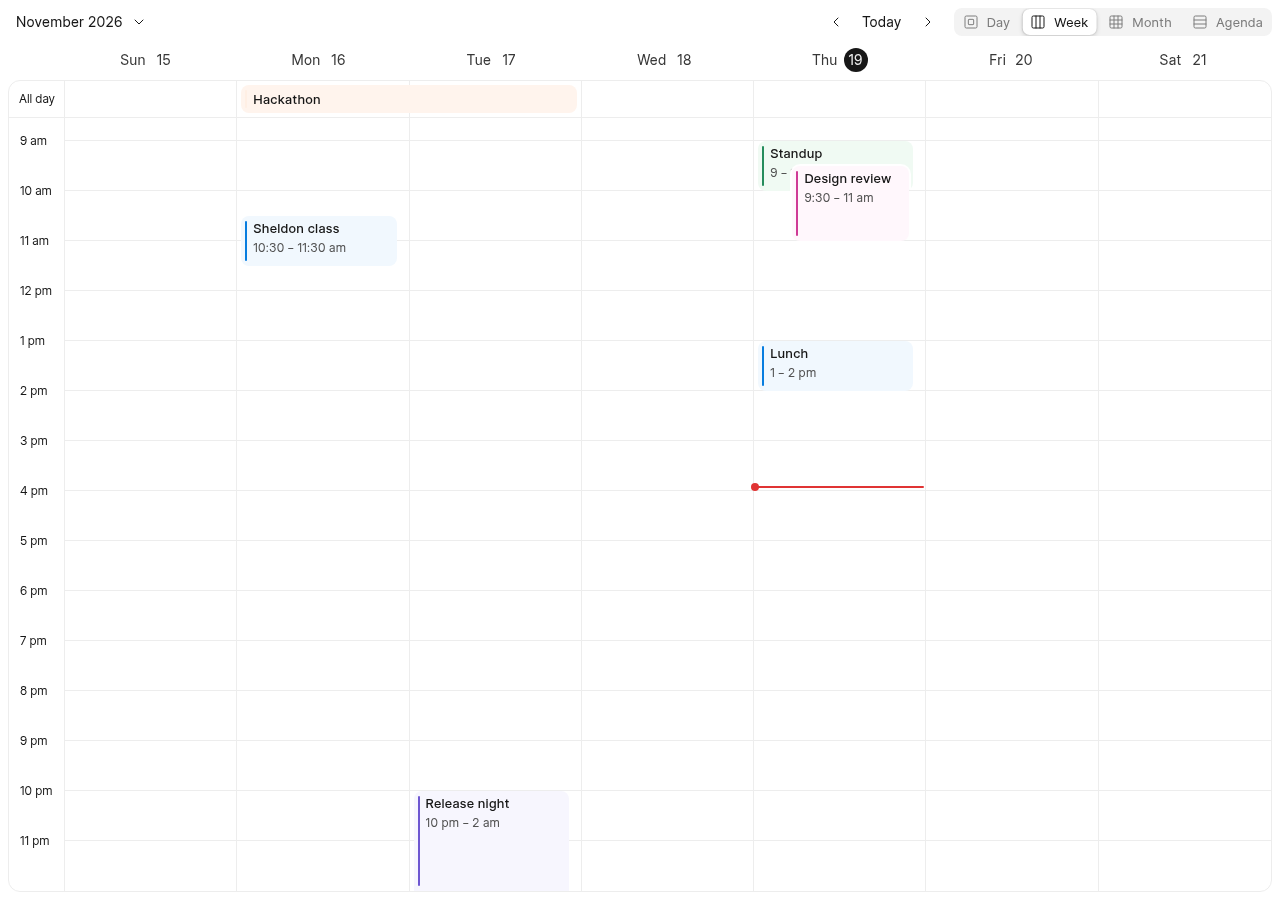 November 2026
Today
Day
Week
Month
Agenda
Sun 15
Mon 16
Tue 17
Wed 18
Thu 19
Fri 20
Sat 21
All day
Hackathon
9 am
10 am
11 am
12 pm
1 pm
2 pm
3 pm
4 pm
5 pm
6 pm
7 pm
8 pm
9 pm
10 pm
11 pm
Sheldon class
10:30 – 11:30 am
Release night
10 pm – 2 am
Standup
9 –
Design review
9:30 – 11 am
Lunch
1 – 2 pm